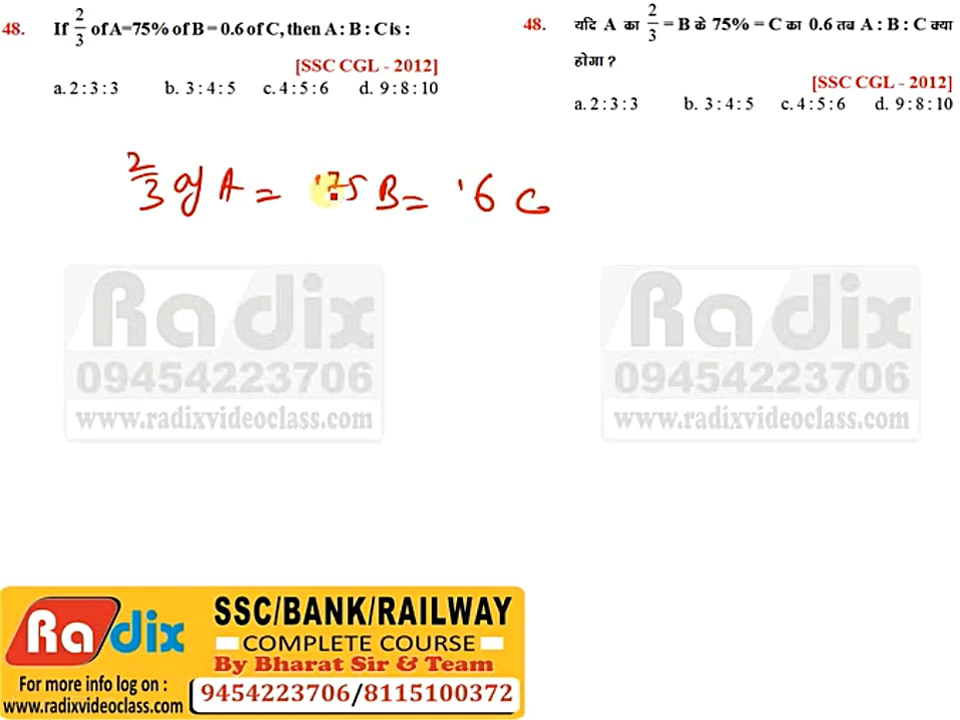 48. If 2/3 of A=75% of B = 0.6 of C, then A : B : C is :
[SSC CGL - 2012]
a. 2 : 3 : 3 b. 3 : 4 : 5 c. 4 : 5 : 6 d. 9 : 8 : 10
48. यदि A का 2/3 = B के 75% = C का 0.6 तब A : B : C क्या
होगा ?
[SSC CGL - 2012]
a. 2 : 3 : 3 b. 3 : 4 : 5 c. 4 : 5 : 6 d. 9 : 8 : 10
2/3 of A = .75 B = .6 C
Radix
09454223706
www.radixvideoclass.com
Radix
09454223706
www.radixvideoclass.com
Radix
For more info log on :
www.radixvideoclass.com
SSC/BANK/RAILWAY
COMPLETE COURSE
By Bharat Sir & Team
9454223706/8115100372